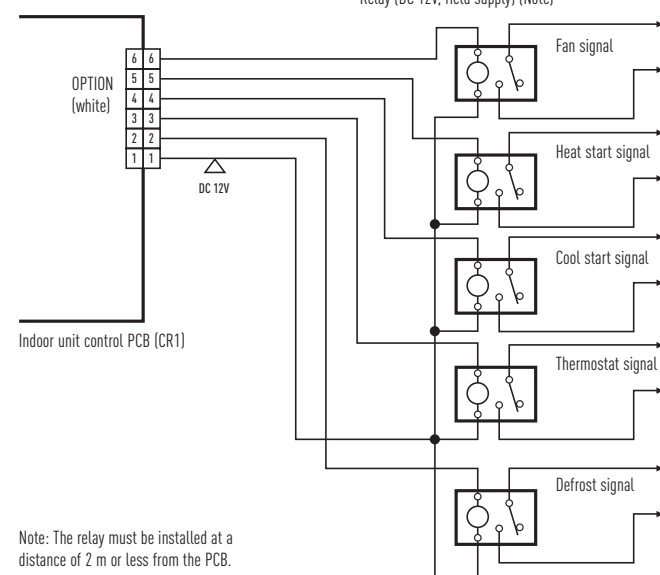 Relay (DC 12V, field supply) (Note)
Fan signal
6 6
5 5
4 4
3 3
2 2
1 1
OPTION
(white)
DC 12V
Heat start signal
Cool start signal
Indoor unit control PCB (CR1)
Thermostat signal
Defrost signal
Note: The relay must be installed at a
distance of 2 m or less from the PCB.